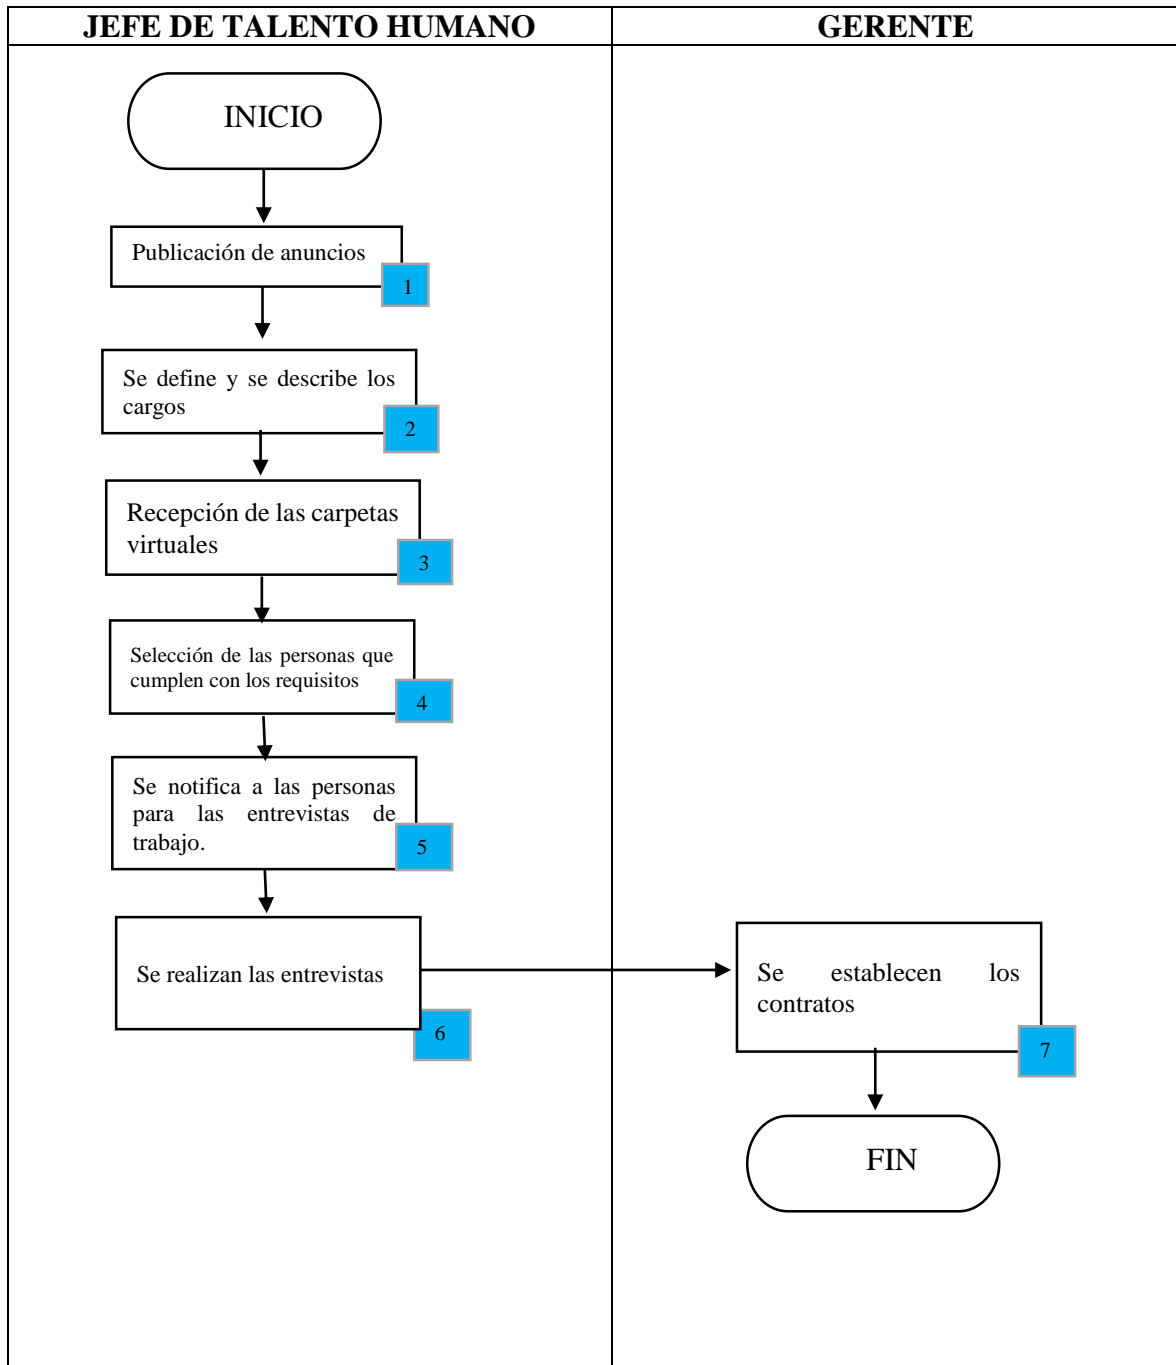 JEFE DE TALENTO HUMANO
GERENTE
INICIO
Publicación de anuncios
1
Se define y se describe los
cargos
2
Recepción de las carpetas
virtuales
3
Selección de las personas que
cumplen con los requisitos
4
Se notifica a las personas
para las entrevistas de
trabajo.
5
Se realizan las entrevistas
6
Se establecen los
contratos
7
FIN